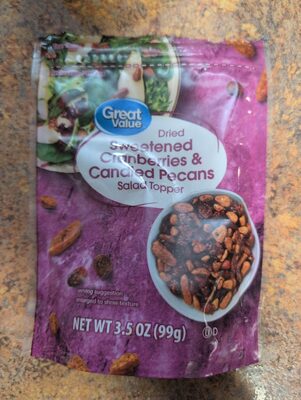 Great
Value
Dried
Sweetened
Cranberries &
Candied Pecans
Salad Topper
serving suggestion
enlarged to show texture
NET WT 3.5 OZ (99g)
D